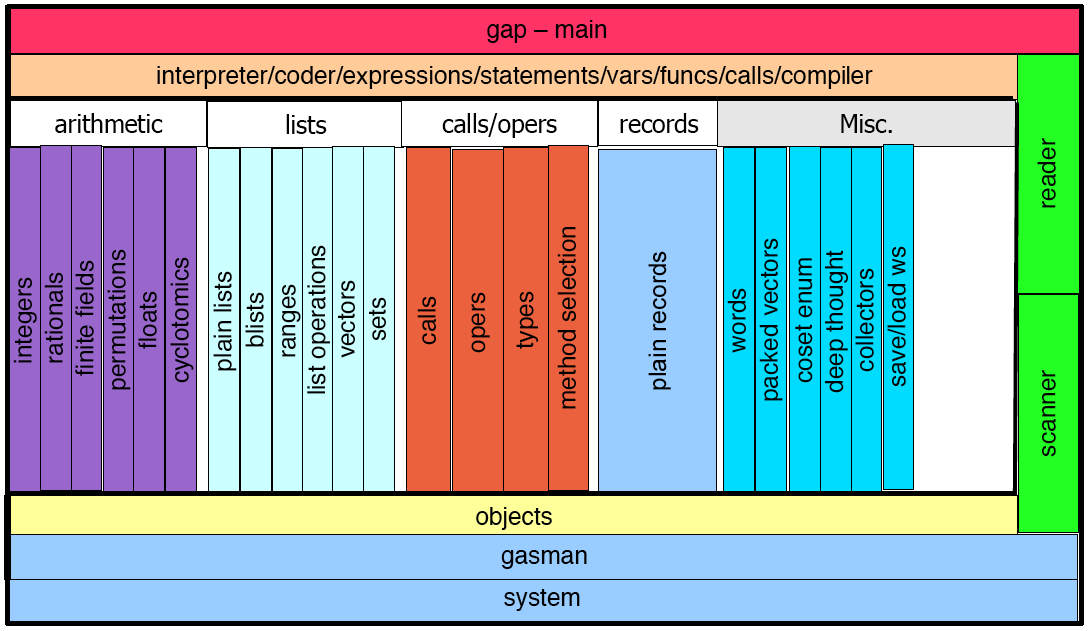 gap – main
interpreter/coder/expressions/statements/vars/funcs/calls/compiler
arithmetic
lists
calls/opers
records
Misc.
integers
rationals
finite fields
permutations
floats
cyclotomics
plain lists
blists
ranges
list operations
vectors
sets
calls
opers
types
method selection
plain records
words
packed vectors
coset enum
deep thought
collectors
save/load ws
reader
scanner
objects
gasman
system